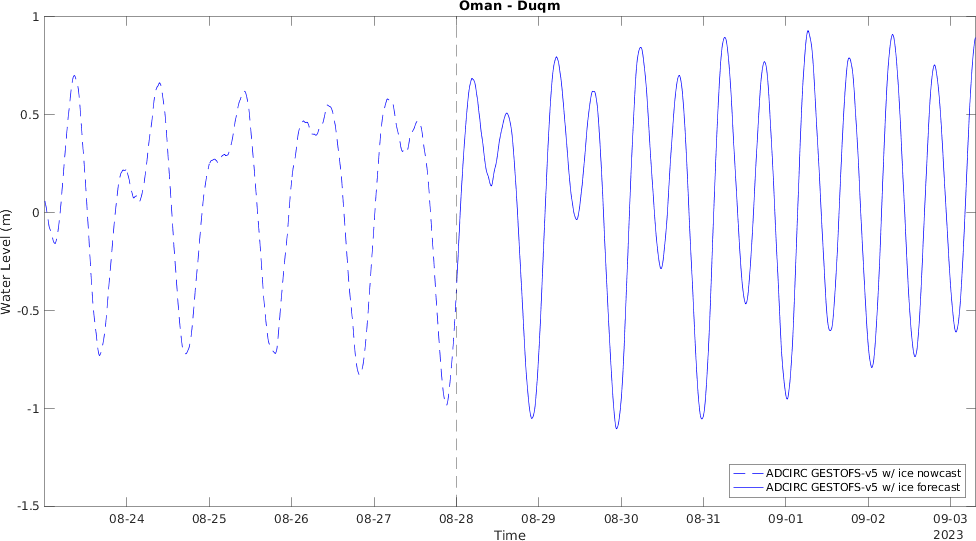 Oman - Duqm
1
0.5
0
-0.5
-1
-1.5
Water Level (m)
ADCIRC GESTOFS-v5 w/ ice nowcast
ADCIRC GESTOFS-v5 w/ ice forecast
08-24 08-25 08-26 08-27 08-28 08-29 08-30 08-31 09-01 09-02 09-03
2023
Time